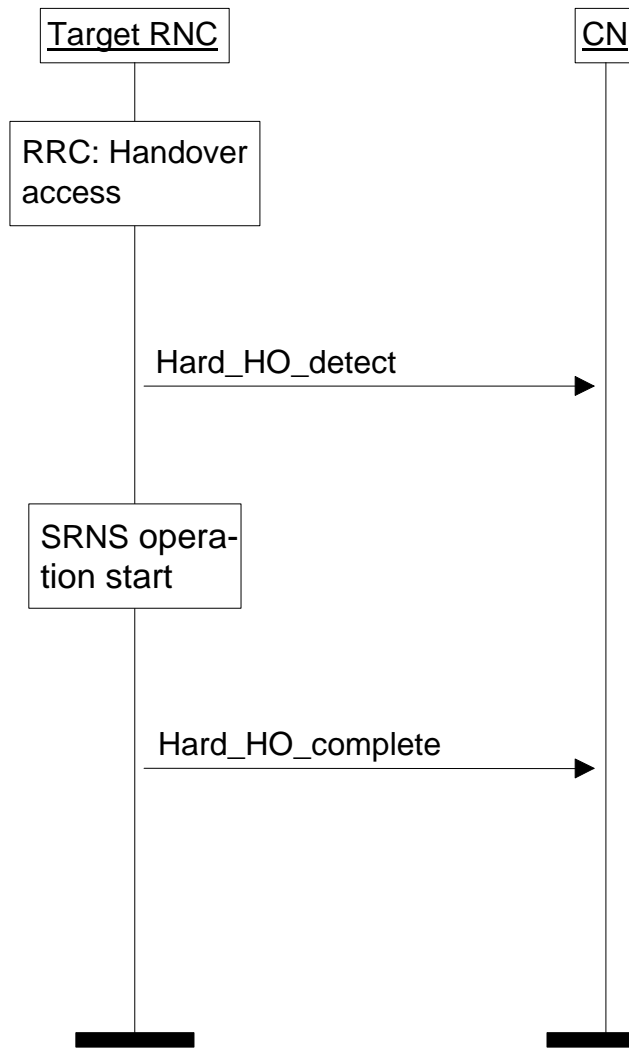 Target RNC
CN
RRC: Handover
access
Hard_HO_detect
SRNS opera-
tion start
Hard_HO_complete